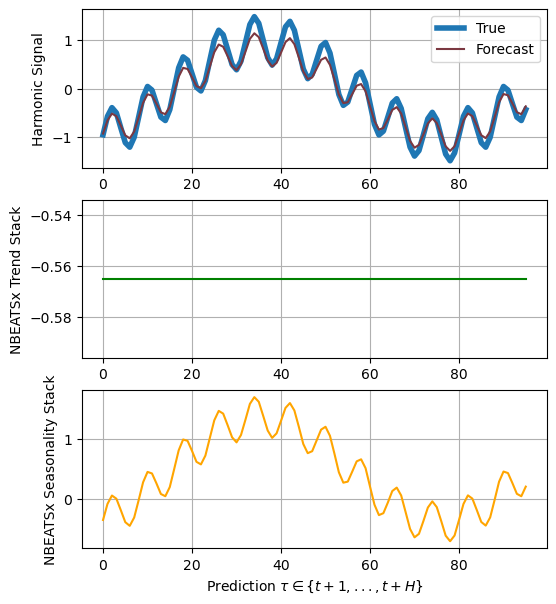 Harmonic Signal
1
0
−1
True
Forecast
0 20 40 60 80
NBEATSx Trend Stack
−0.54
−0.56
−0.58
0 20 40 60 80
NBEATSx Seasonality Stack
1
0
0 20 40 60 80
Prediction τ ∈ {t + 1, . . . , t + H}